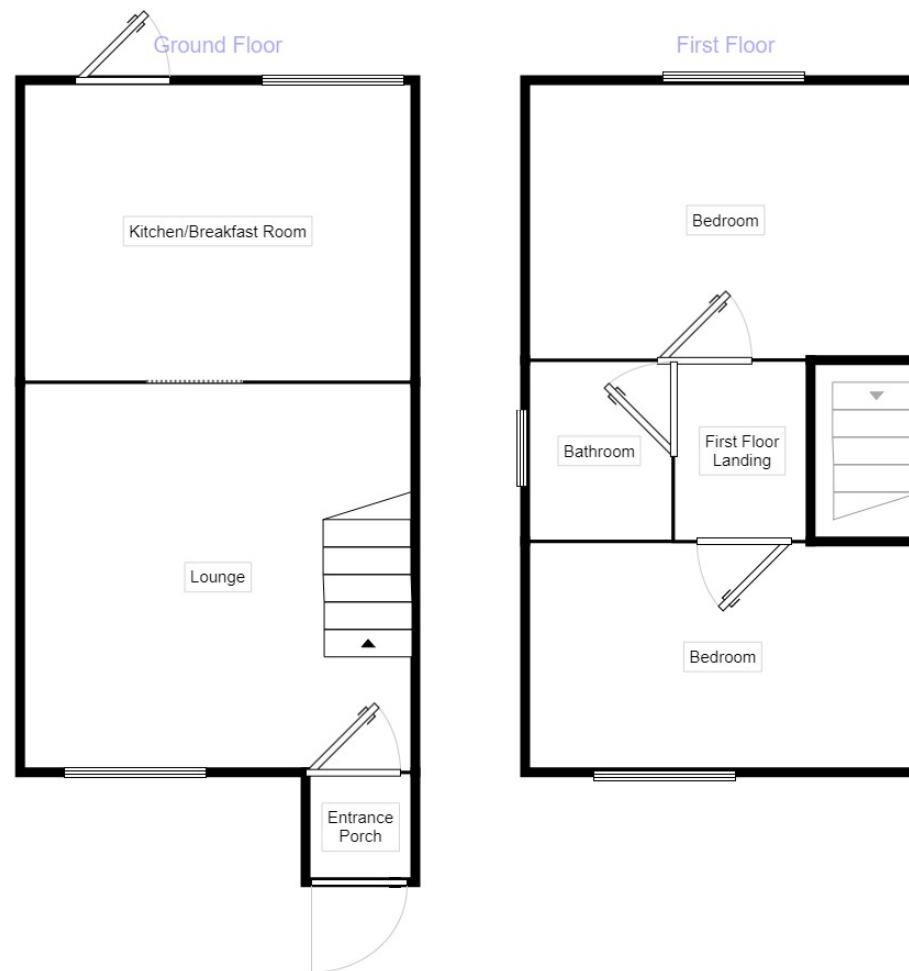 Ground Floor
Kitchen/Breakfast Room
Lounge
Entrance
Porch
First Floor
Bedroom
Bathroom
First Floor
Landing
Bedroom